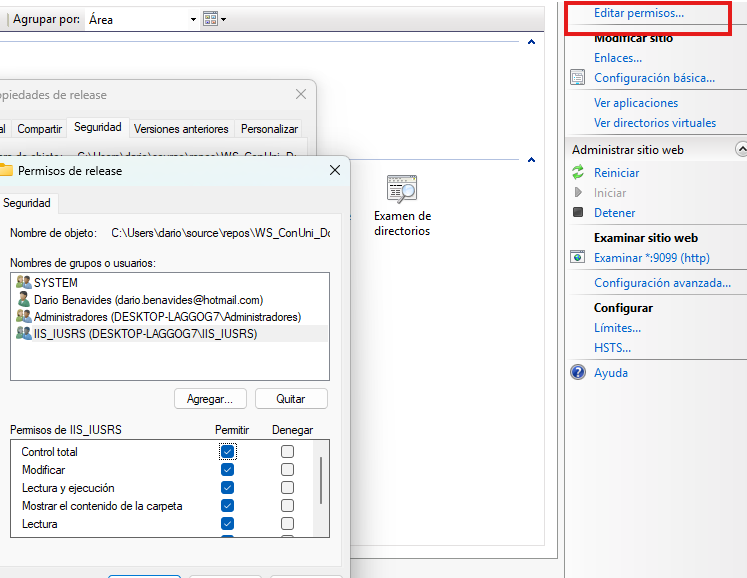 Agrupar por: Área
Editar permisos...
Modificar sitio
Enlaces...
Configuración básica...
Ver aplicaciones
Ver directorios virtuales
Administrar sitio web
Reiniciar
Iniciar
Detener
Examinar sitio web
Examinar *:9099 (http)
Configuración avanzada...
Configurar
Límites...
HSTS...
Ayuda
Examen de
directorios
opiedades de release
al Compartir Seguridad Versiones anteriores Personalizar
Permisos de release
Seguridad
Nombre de objeto: C:\Users\dario\source\repos\WS_ConUni_Do
Nombres de grupos o usuarios:
SYSTEM
Dario Benavides (dario.benavides@hotmail.com)
Administradores (DESKTOP-LAGGOG7\Administradores)
IIS_IUSRS (DESKTOP-LAGGOG7\IIS_IUSRS)
Agregar... Quitar
Permisos de IIS_IUSRS Permitir Denegar
Control total
Modificar
Lectura y ejecución
Mostrar el contenido de la carpeta
Lectura